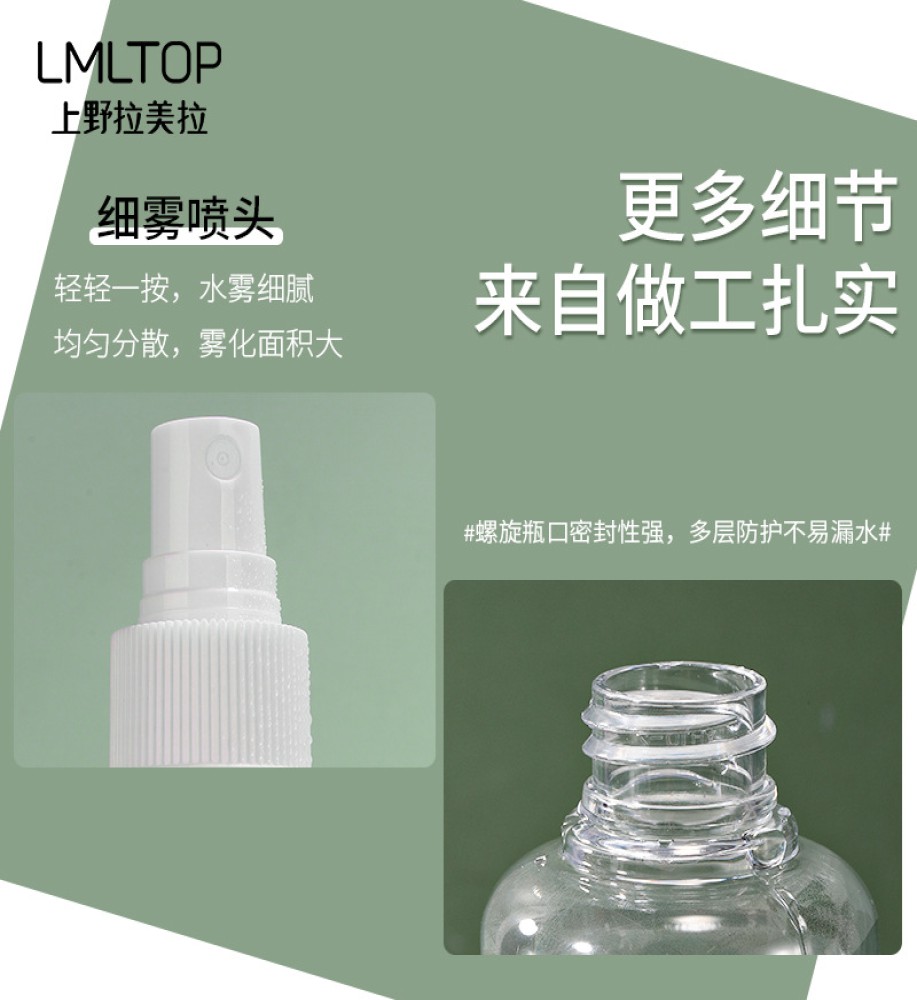 LMLTOP
上野拉美拉
细雾喷头
轻轻一按，水雾细腻
均匀分散，雾化面积大
更多细节
来自做工扎实
#螺旋瓶口密封性强，多层防护不易漏水#